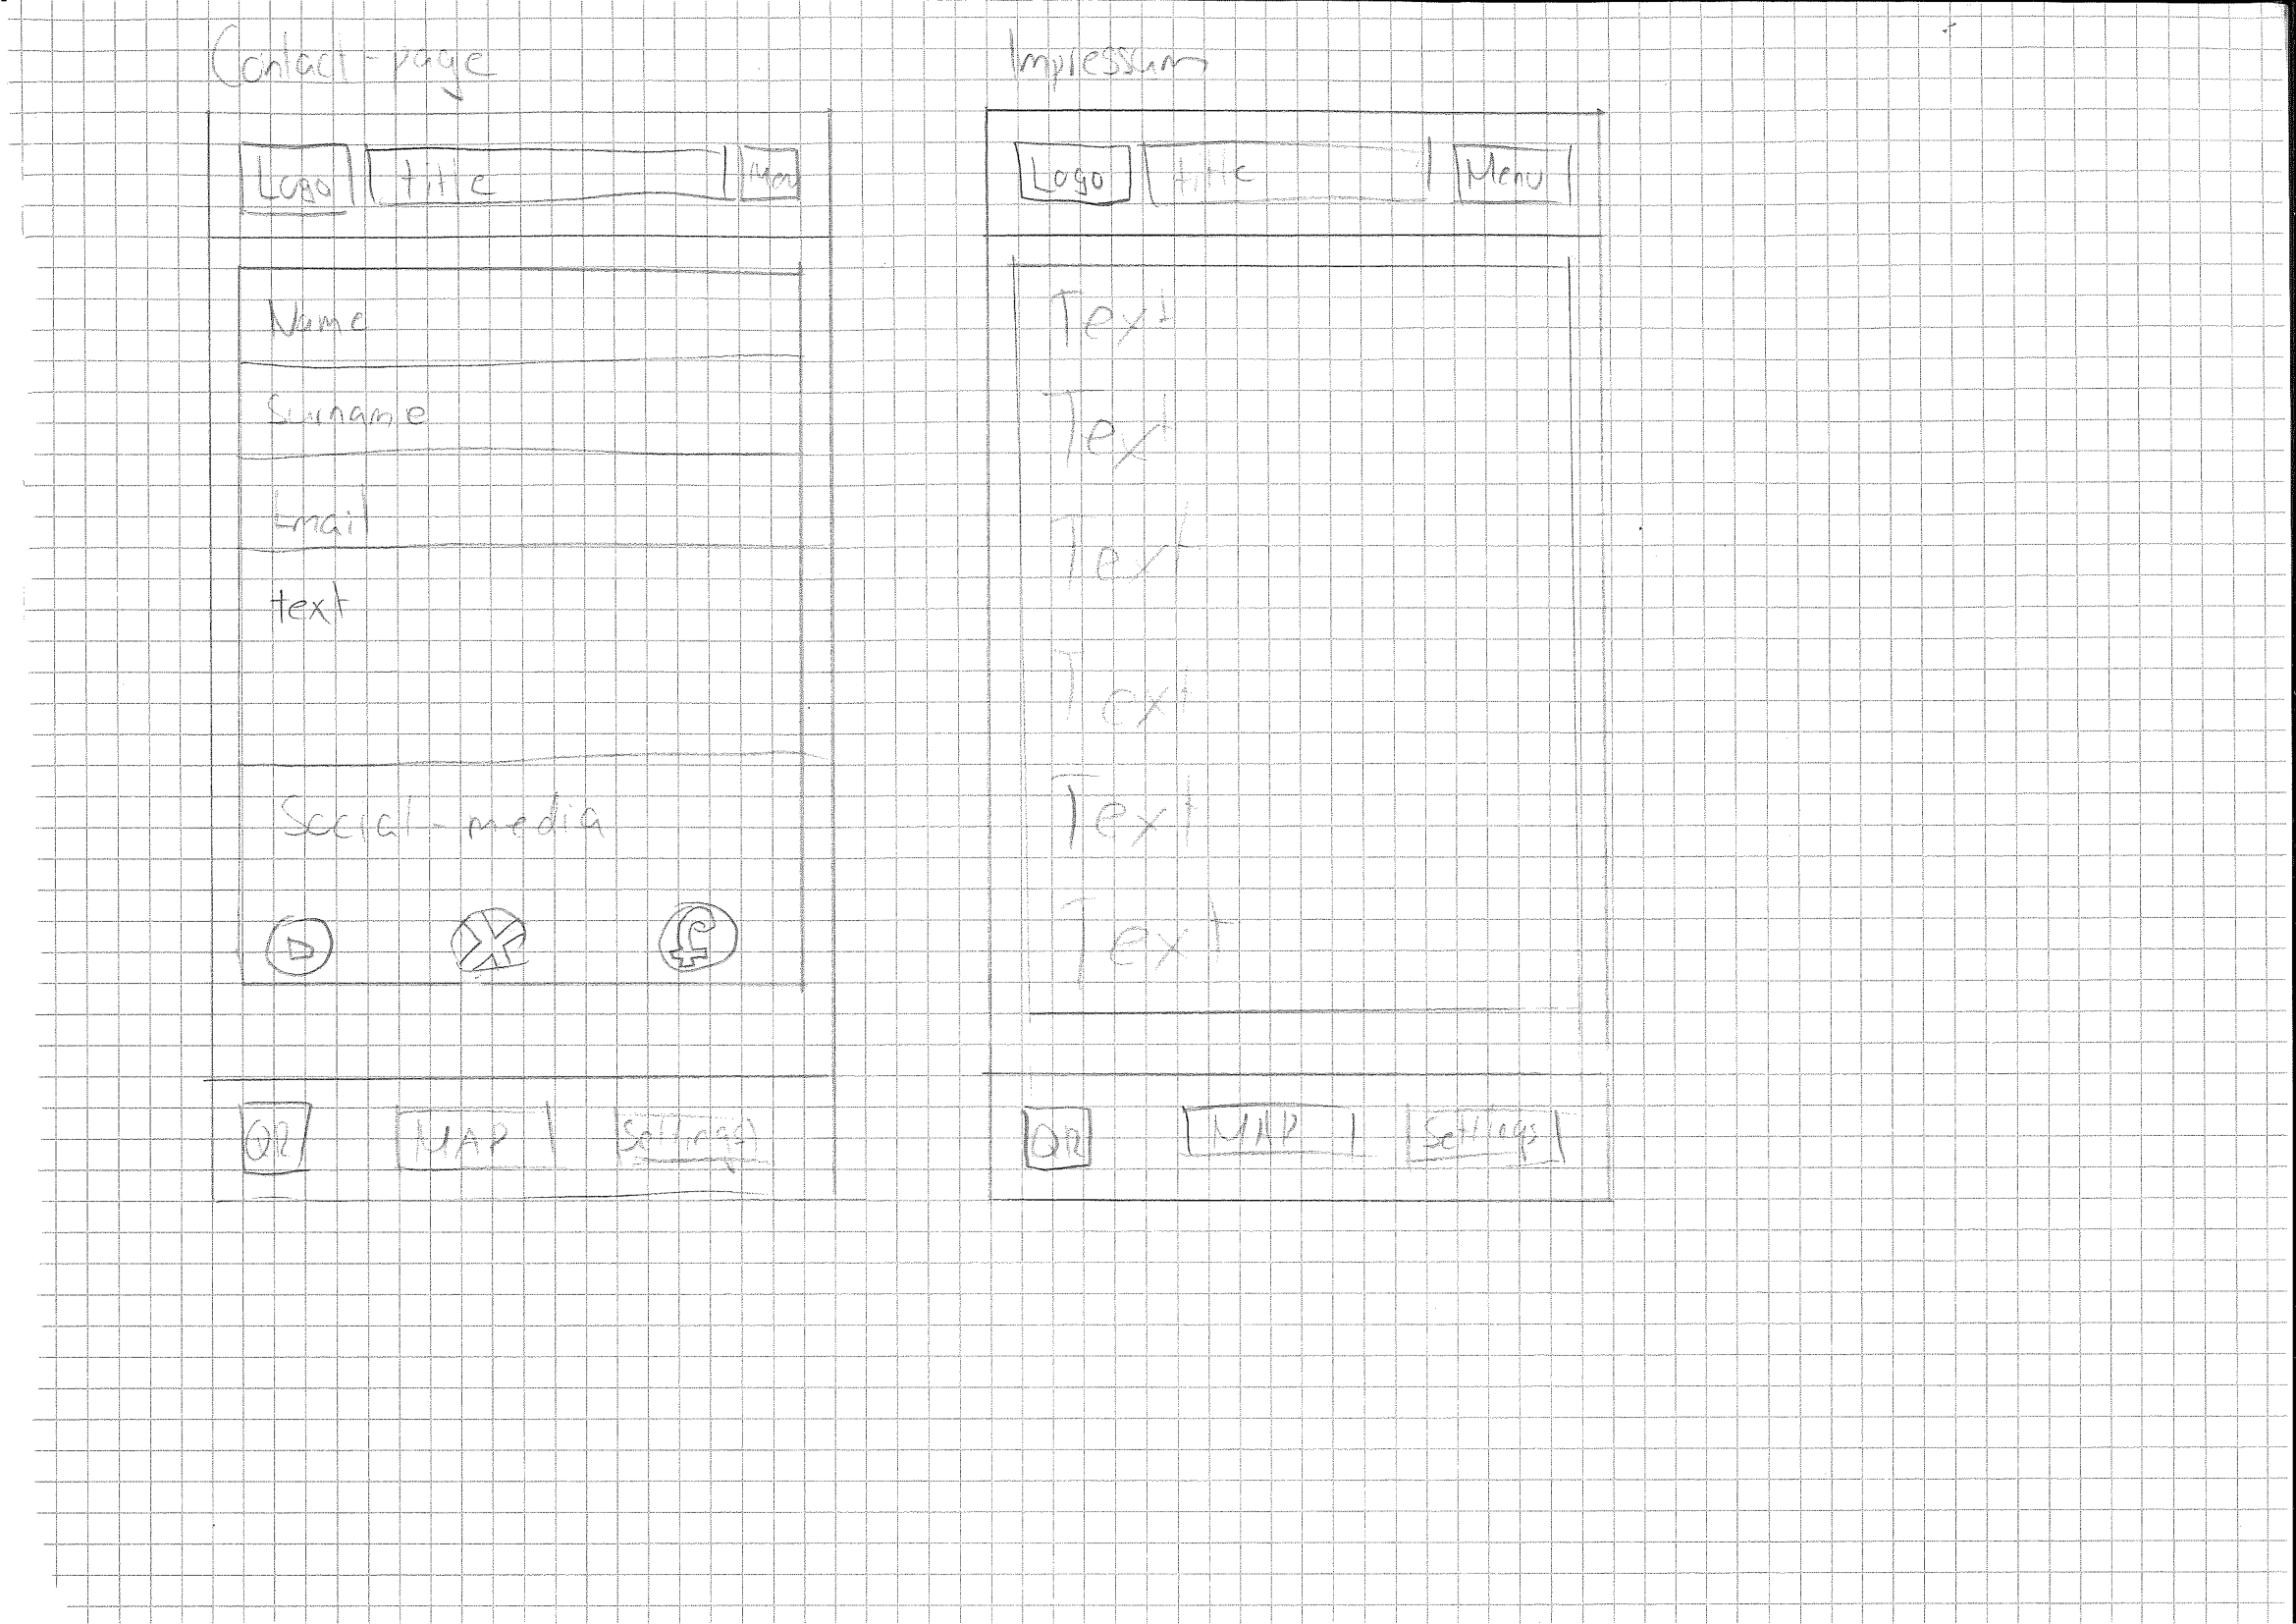 Contact-page
Logo title Menu
Name
Surname
Email
text
Social-media
QR MAP Settings
Impressum
Logo title Menu
Text
Text
Text
Text
Text
Text
QR MAP Settings